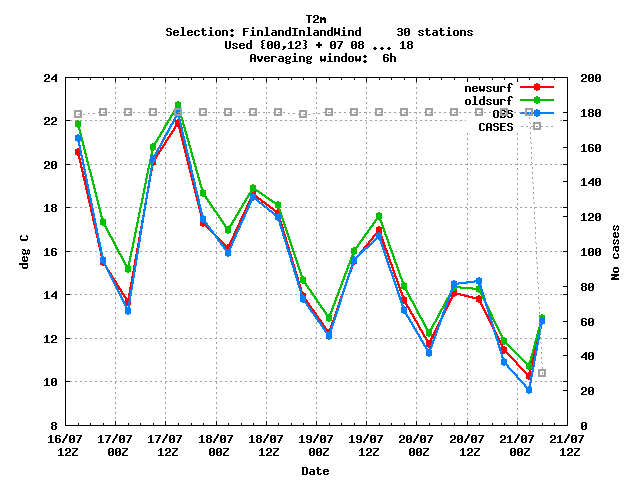 T2m
Selection: FinlandInlandWind 30 stations
Used {00,12} + 07 08 ... 18
Averaging window: 6h
newsurf
oldsurf
OBS
CASES
24
22
20
18
16
14
12
10
8
200
180
160
140
120
100
80
60
40
20
0
deg C
No cases
16/07 17/07 17/07 18/07 18/07 19/07 19/07 20/07 20/07 21/07 21/07
12Z 00Z 12Z 00Z 12Z 00Z 12Z 00Z 12Z 00Z 12Z
Date